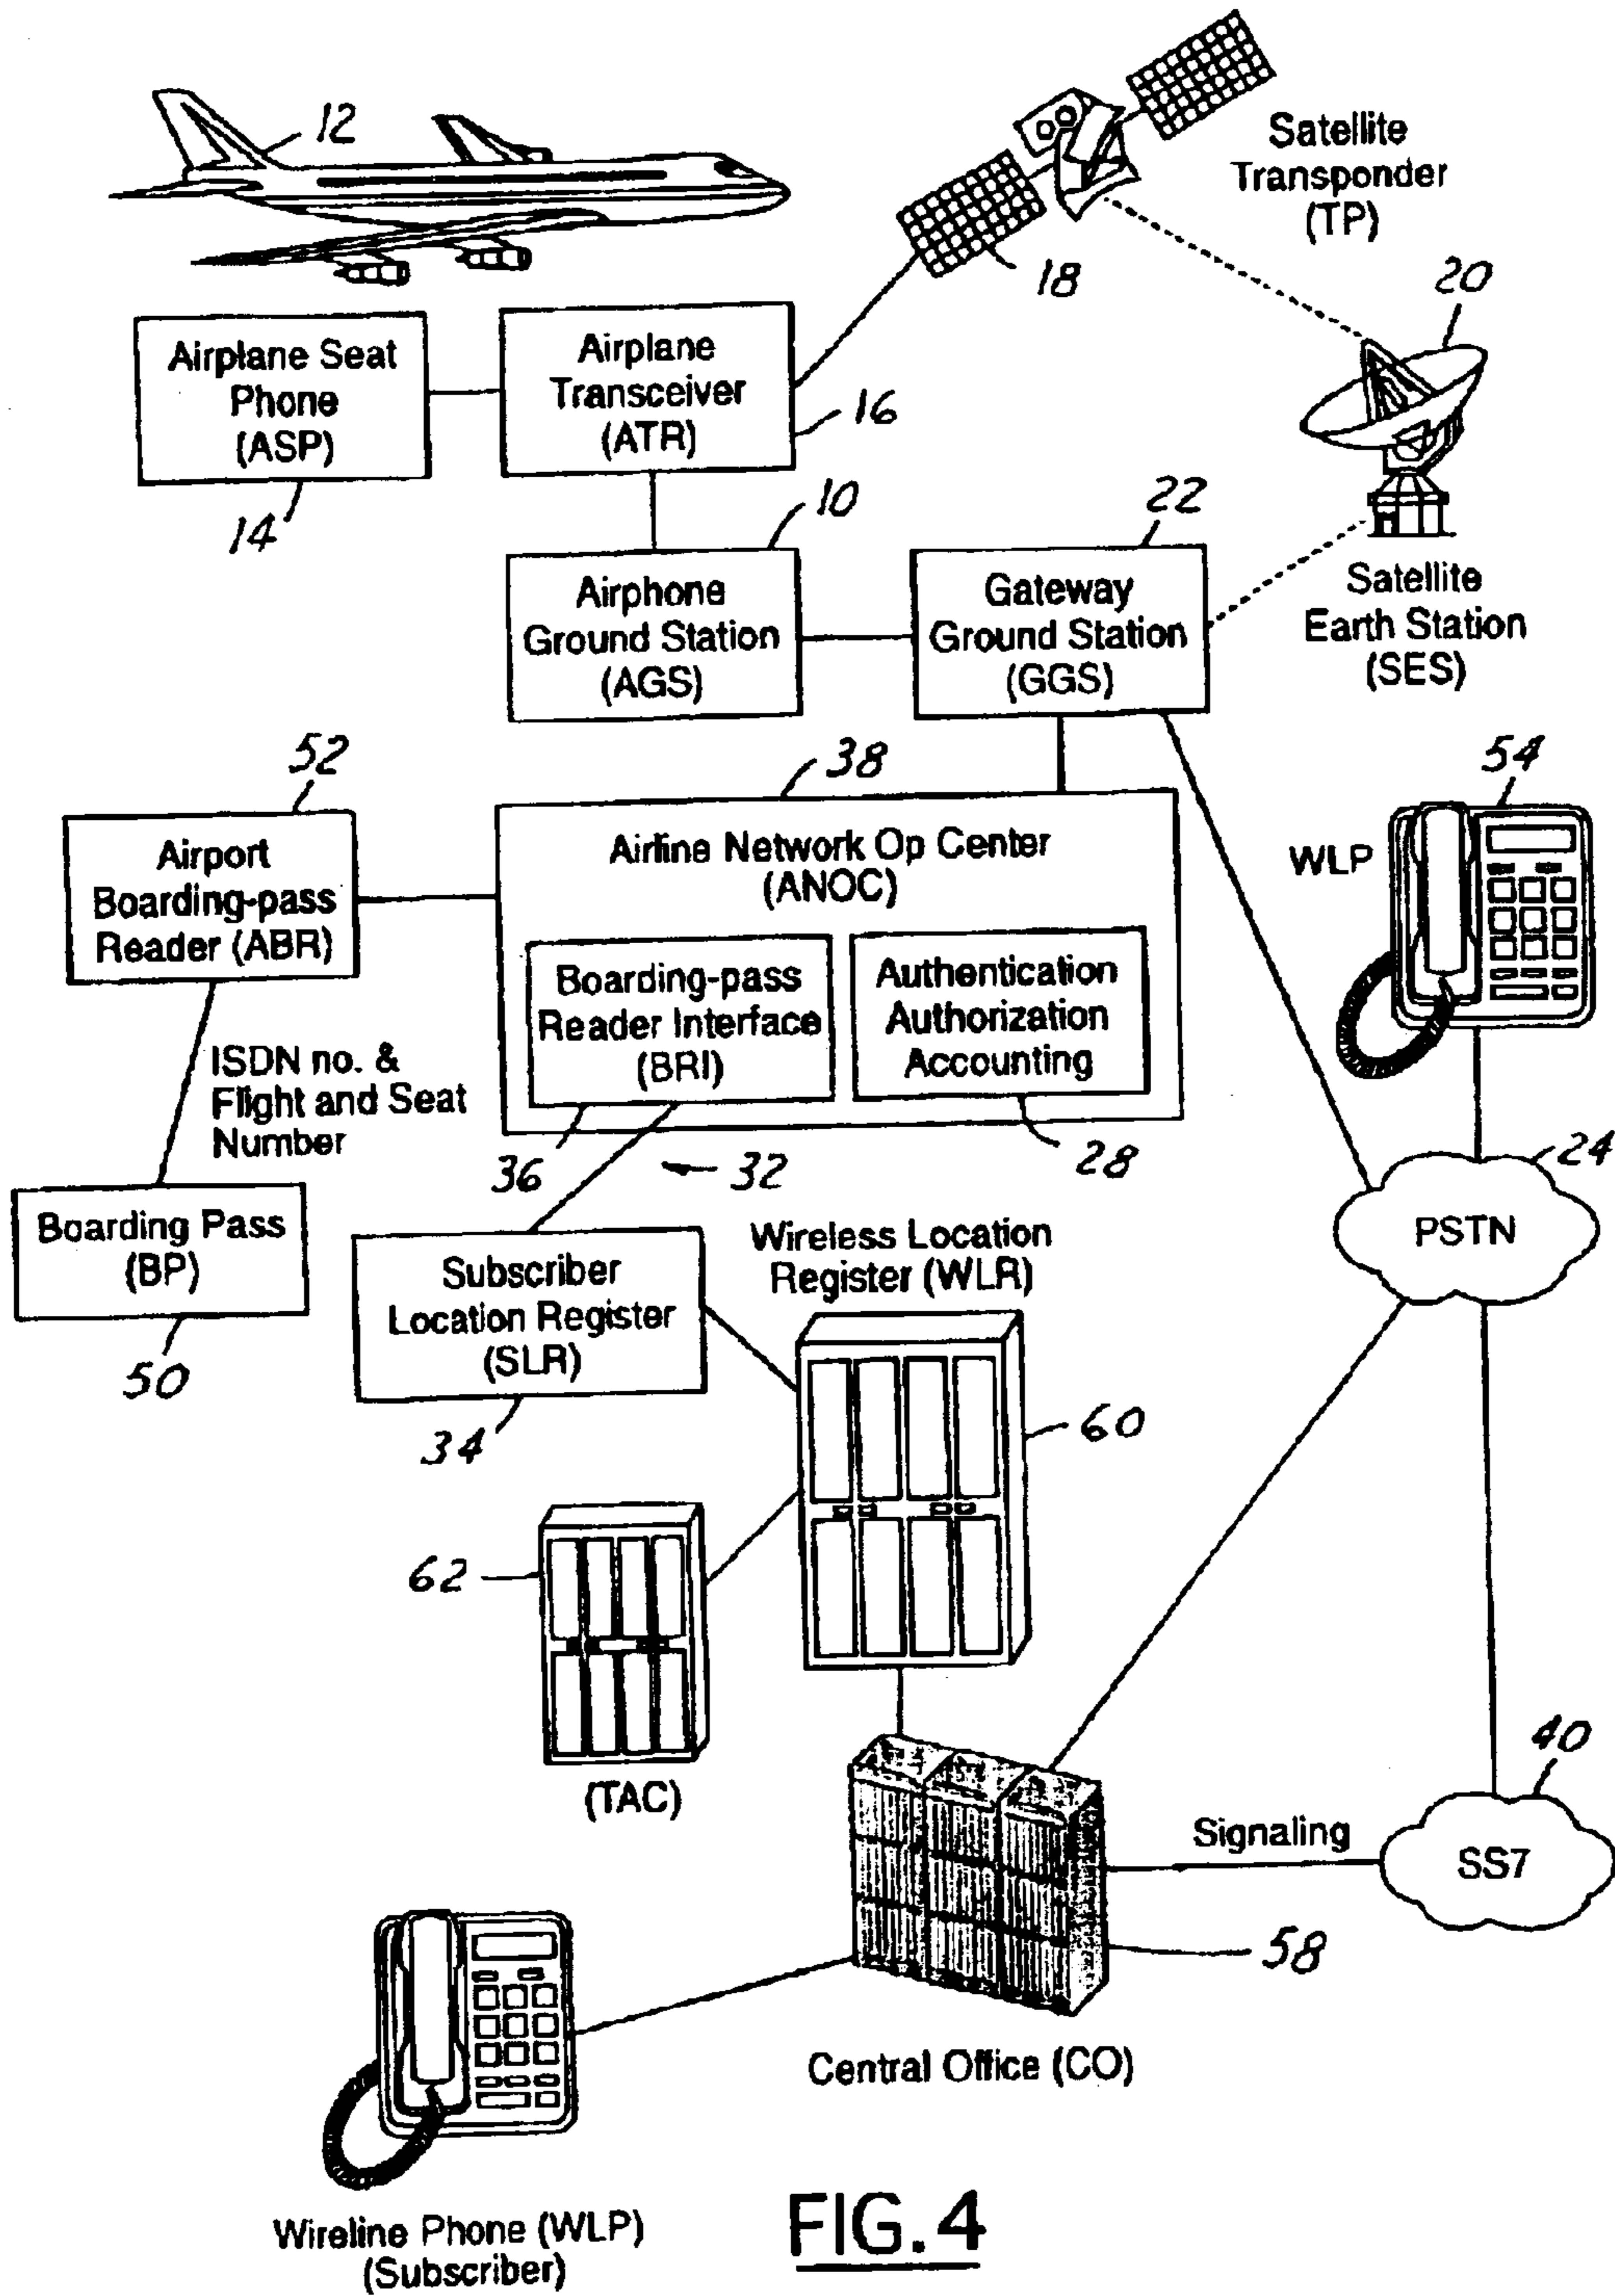 12
Satellite
Transponder
(TP)
18
20
Airplane Seat
Phone
(ASP)
14
Airplane
Transceiver
(ATR)
16
10
22
Airphone
Ground Station
(AGS)
Gateway
Ground Station
(GGS)
Satellite
Earth Station
(SES)
52
38
54
Airport
Boarding-pass
Reader (ABR)
Airline Network Op Center
(ANOC)
WLP
Boarding-pass
Reader Interface
(BRI)
Authentication
Authorization
Accounting
ISDN no. &
Flight and Seat
Number
36
32
28
24
Boarding Pass
(BP)
50
Subscriber
Location Register
(SLR)
34
Wireless Location
Register (WLR)
PSTN
60
62
(TAC)
40
Signaling
SS7
58
Central Office (CO)
Wireline Phone (WLP)
(Subscriber)
FIG. 4